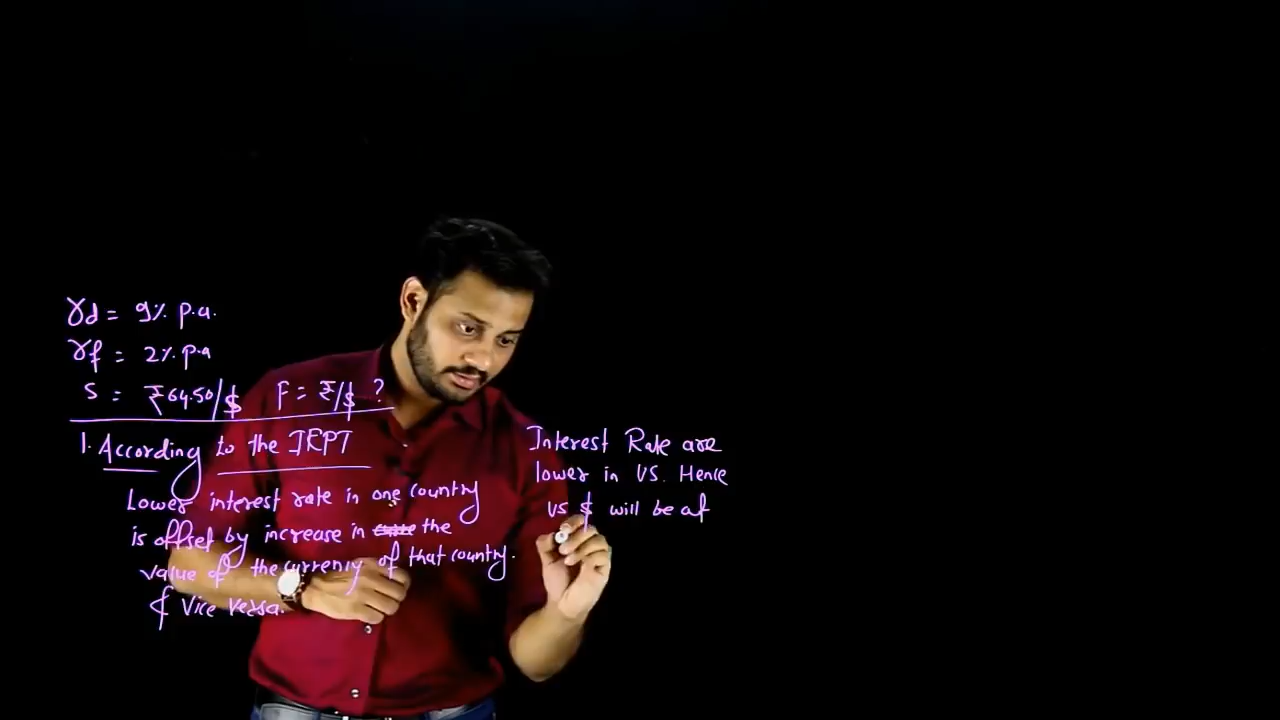 rd = 9% p.a.
rf = 2% p.a
S = ₹64.50/$ F = ₹/$ ?
1. According to the IRPT
Lower interest rate in one country
is offset by increase in the
value of the currency of that country.
& Vice Versa.
Interest Rate are
lower in US. Hence
US $ will be at